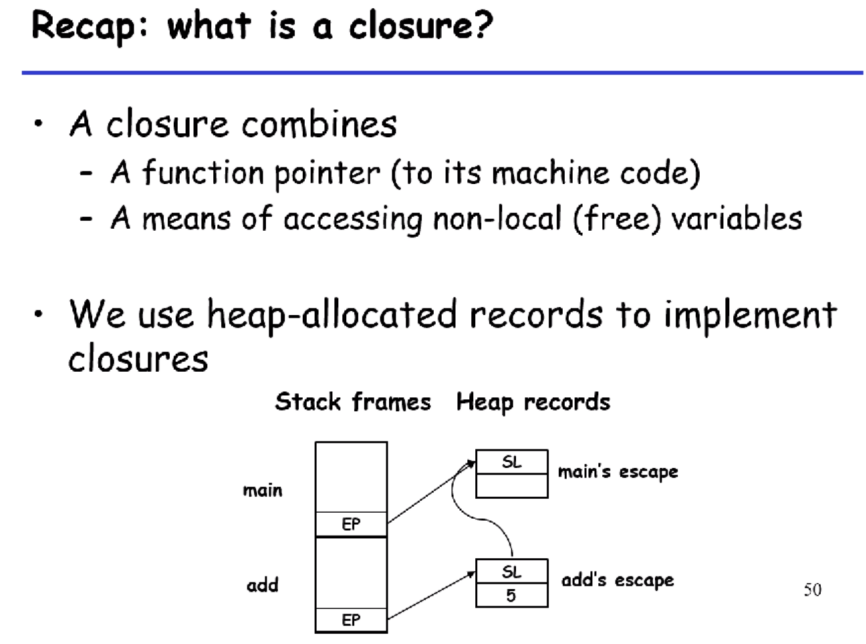 Recap: what is a closure?
• A closure combines
– A function pointer (to its machine code)
– A means of accessing non-local (free) variables
• We use heap-allocated records to implement
closures
Stack frames Heap records
SL
main's escape
main
EP
SL
add's escape
add
5
50
EP